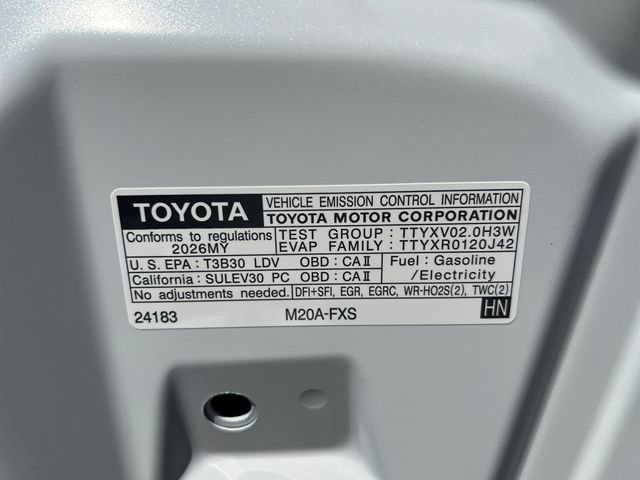 TOYOTA
VEHICLE EMISSION CONTROL INFORMATION
TOYOTA MOTOR CORPORATION
Conforms to regulations
2026MY
TEST GROUP : TTYXV02.0H3W
EVAP FAMILY : TTYXR0120J42
U. S. EPA : T3B30 LDV OBD : CAⅡ
California : SULEV30 PC OBD : CAⅡ
Fuel : Gasoline
/Electricity
No adjustments needed. DFI+SFI, EGR, EGRC, WR-HO2S(2), TWC(2)
24183 M20A-FXS HN